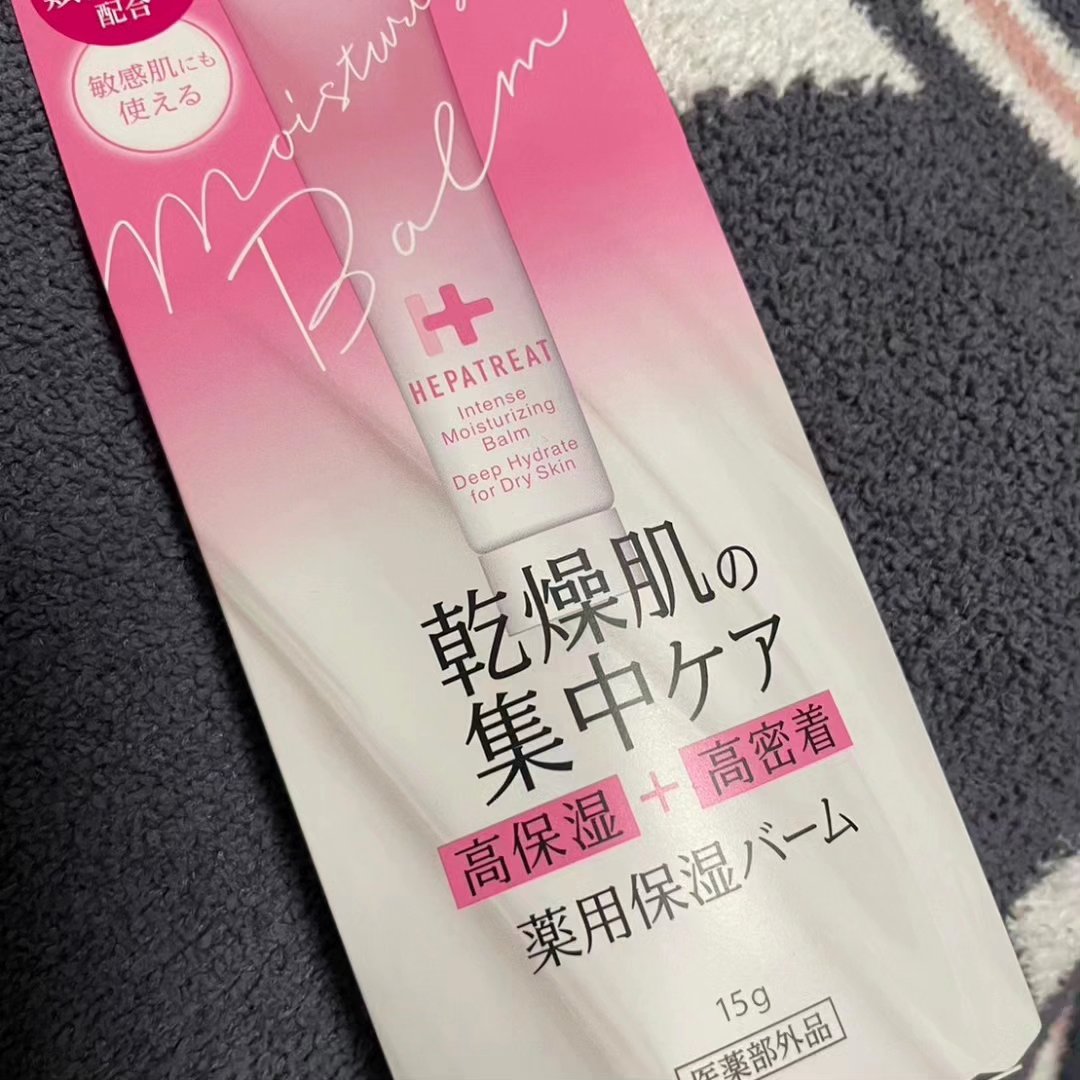 配合
敏感肌にも
使える
Moisturizing
Balm
HEPATREAT
Intense
Moisturizing
Balm
Deep Hydrate
for Dry Skin
乾燥肌の
集中ケア
高保湿+高密着
薬用保湿バーム
15g
医薬部外品